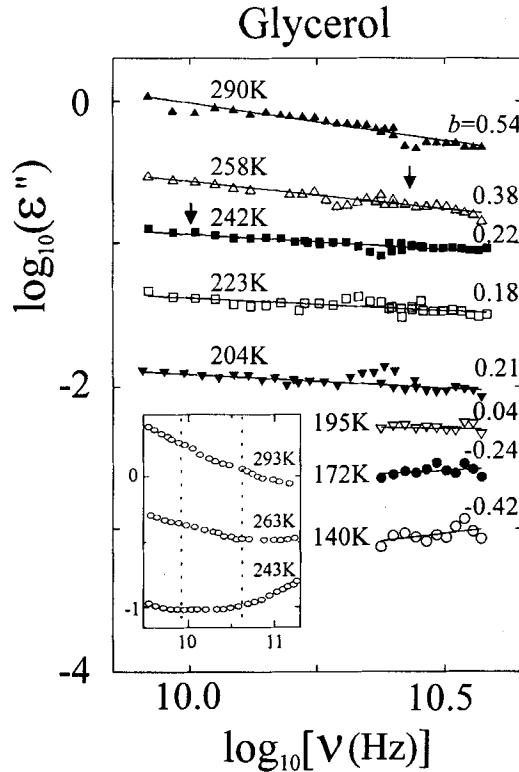 Glycerol
0
-2
-4
log₁₀(ε'')
290K
b=0.54
258K
0.38
242K
0.22
223K
0.18
204K
0.21
195K
0.04
172K
-0.24
140K
-0.42
0
-1
293K
263K
243K
10
11
10.0
10.5
log₁₀[ν(Hz)]